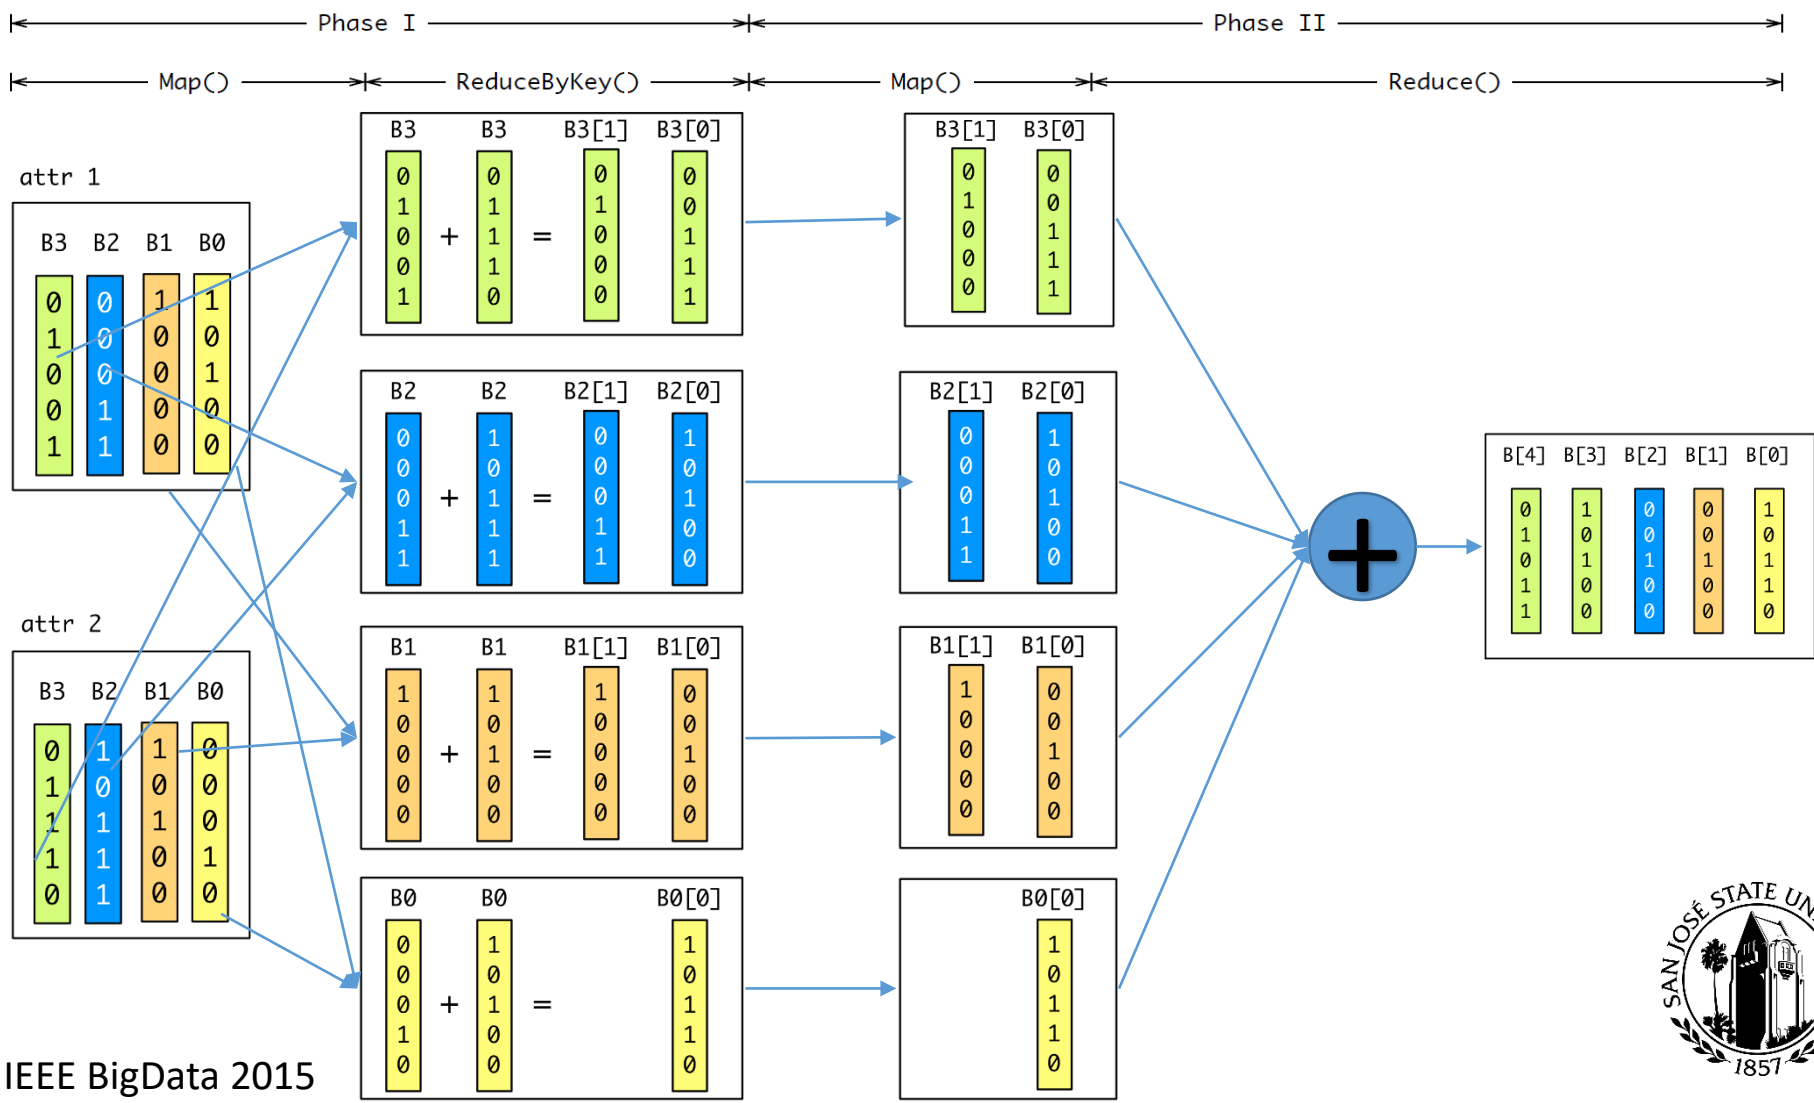 Phase I Phase II
Map() ReduceByKey() Map() Reduce()
attr 1
B3 B2 B1 B0
0 0 1 1
1 0 0 0
0 0 0 1
0 1 0 0
1 1 0 0
attr 2
B3 B2 B1 B0
0 1 1 0
1 0 0 0
1 1 1 0
1 1 0 1
0 1 0 0
B3 B3 B3[1] B3[0]
0 0 0 0
1 1 1 0
0 + 1 = 0 1
0 1 0 1
1 0 0 1
B2 B2 B2[1] B2[0]
0 1 0 1
0 0 0 0
0 + 1 = 0 1
1 1 1 0
1 1 1 0
B1 B1 B1[1] B1[0]
1 1 1 0
0 0 0 0
0 + 1 = 0 1
0 0 0 0
0 0 0 0
B0 B0 B0[0]
0 1 1
0 0 0
0 + 1 = 1
1 0 1
0 0 0
B3[1] B3[0]
0 0
1 0
0 1
0 1
0 1
B2[1] B2[0]
0 1
0 0
0 1
1 0
1 0
B1[1] B1[0]
1 0
0 0
0 1
0 0
0 0
B0[0]
1
0
1
1
0
+
B[4] B[3] B[2] B[1] B[0]
0 1 0 0 1
1 0 0 0 0
0 1 1 1 1
1 0 0 0 1
1 0 0 0 0
IEEE BigData 2015
SAN JOSÉ STATE
1857